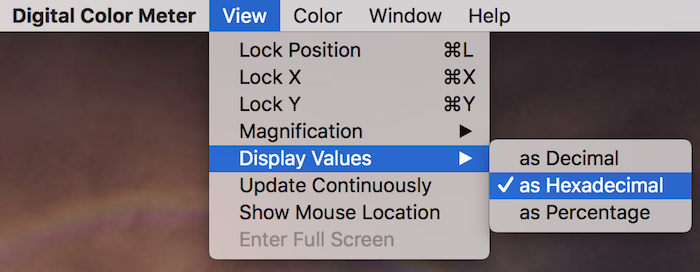 Digital Color Meter View Color Window Help
Lock Position ⌘L
Lock X ⌘X
Lock Y ⌘Y
Magnification ▶
Display Values ▶
Update Continuously
Show Mouse Location
Enter Full Screen
as Decimal
✓ as Hexadecimal
as Percentage